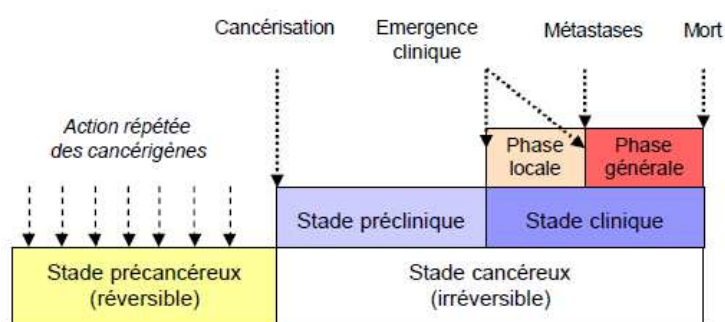 Cancérisation
Emergence
clinique
Métastases
Mort
Action répétée
des cancérigènes
Phase
locale
Phase
générale
Stade préclinique
Stade clinique
Stade précancéreux
(réversible)
Stade cancéreux
(irréversible)